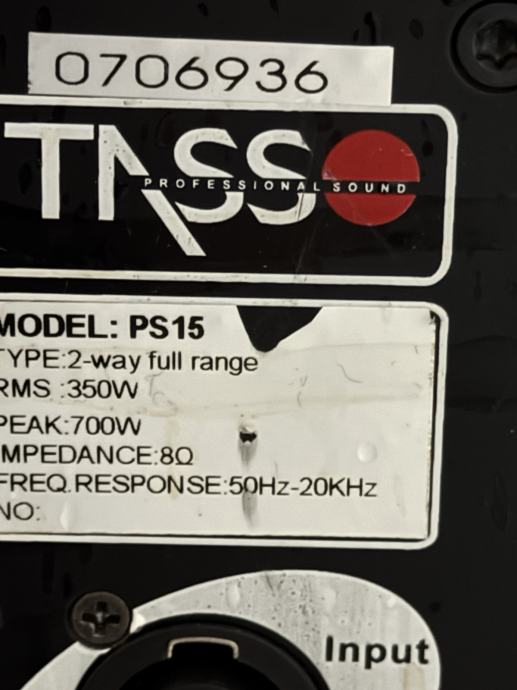 0706936
TASSO
PROFESSIONAL SOUND
MODEL: PS15
TYPE:2-way full range
RMS :350W
PEAK:700W
IMPEDANCE:8Ω
FREQ.RESPONSE:50Hz-20KHz
NO:
Input